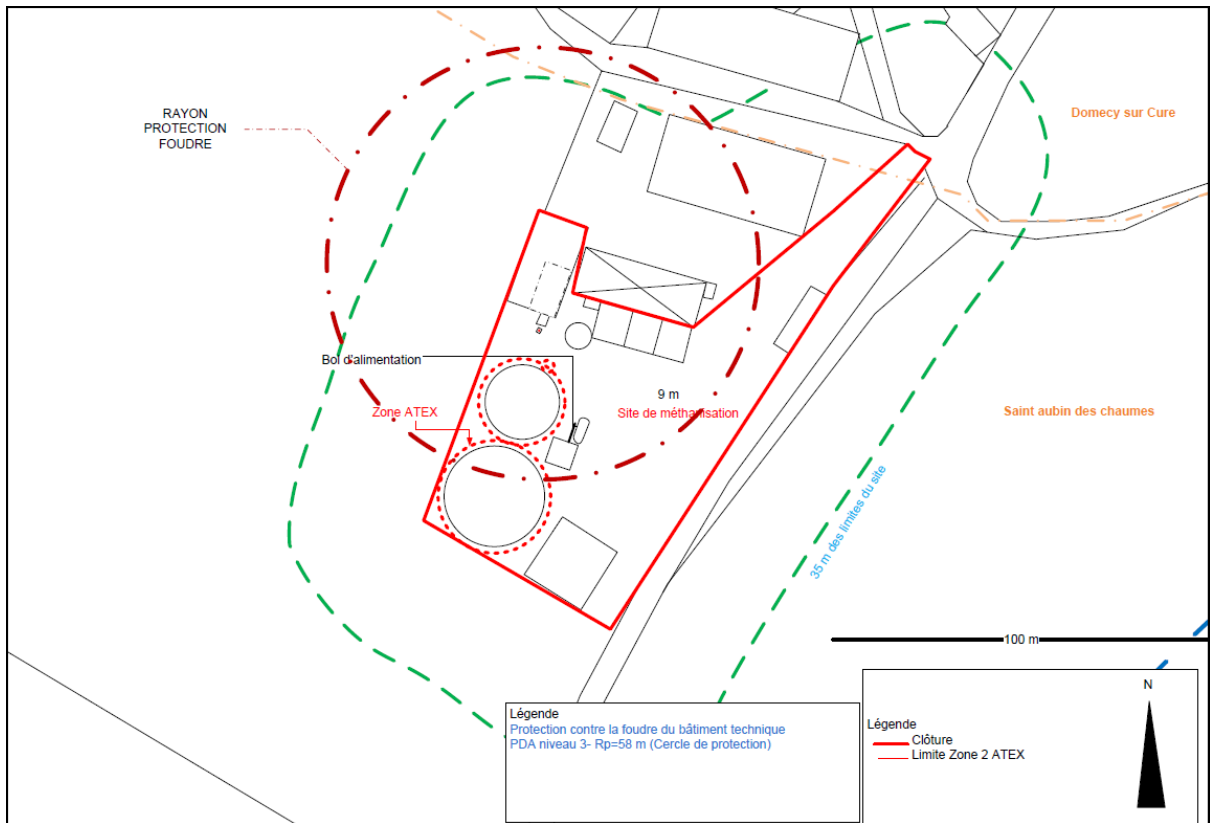 RAYON
PROTECTION
FOUDRE
Domecy sur Cure
Bol d'alimentation
Zone ATEX
9 m
Site de méthanisation
Saint aubin des chaumes
35 m des limites du site
100 m
Légende
Protection contre la foudre du bâtiment technique
PDA niveau 3- Rp=58 m (Cercle de protection)
N
Légende
Clôture
Limite Zone 2 ATEX